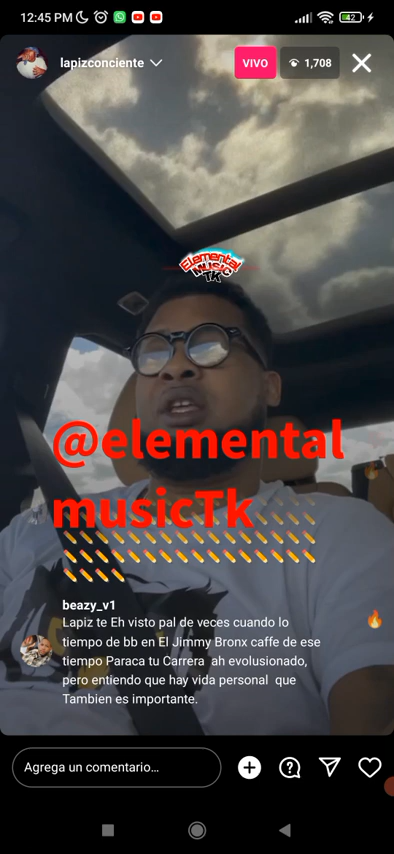 12:45 PM
42
lapizconciente
VIVO
1,708
Elemental
MUSIC
TK
@elemental
musicTk
beazy_v1
Lapiz te Eh visto pal de veces cuando lo
tiempo de bb en El Jimmy Bronx caffe de ese
tiempo Paraca tu Carrera  ah evolusionado,
pero entiendo que hay vida personal  que
Tambien es importante.
Agrega un comentario...